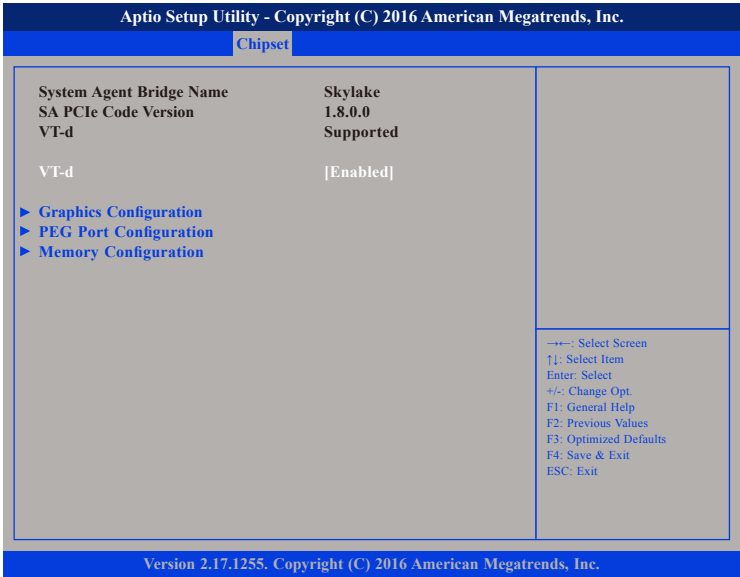 Aptio Setup Utility - Copyright (C) 2016 American Megatrends, Inc.
Chipset
System Agent Bridge Name Skylake
SA PCIe Code Version 1.8.0.0
VT-d Supported
VT-d [Enabled]
► Graphics Configuration
► PEG Port Configuration
► Memory Configuration
→←: Select Screen
↑↓: Select Item
Enter: Select
+/-: Change Opt.
F1: General Help
F2: Previous Values
F3: Optimized Defaults
F4: Save & Exit
ESC: Exit
Version 2.17.1255. Copyright (C) 2016 American Megatrends, Inc.